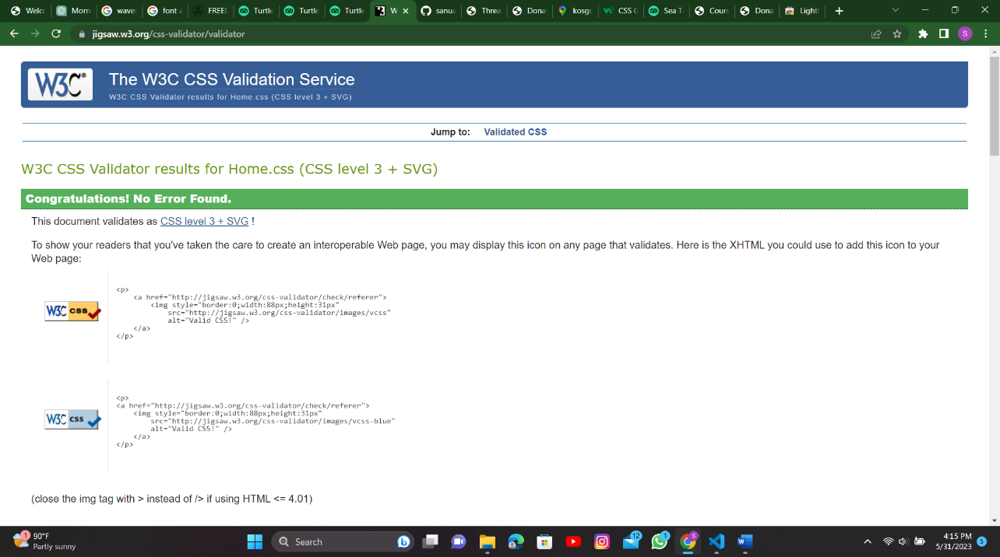 Welc
Morn
wave
font a
FREE
Turtle
Turtle
Turtle
W
sanua
Threa
Dona
kosg
CSS G
Sea T
Cours
Dona
Light
jigsaw.w3.org/css-validator/validator
S
W3C®
The W3C CSS Validation Service
W3C CSS Validator results for Home.css (CSS level 3 + SVG)
Jump to: Validated CSS
W3C CSS Validator results for Home.css (CSS level 3 + SVG)
Congratulations! No Error Found.
This document validates as CSS level 3 + SVG !
To show your readers that you've taken the care to create an interoperable Web page, you may display this icon on any page that validates. Here is the XHTML you could use to add this icon to your
Web page:
W3C css
<p>
<a href="http://jigsaw.w3.org/css-validator/check/referer">
<img style="border:0;width:88px;height:31px"
src="http://jigsaw.w3.org/css-validator/images/vcss"
alt="Valid CSS!" />
</a>
</p>
W3C css
<p>
<a href="http://jigsaw.w3.org/css-validator/check/referer">
<img style="border:0;width:88px;height:31px"
src="http://jigsaw.w3.org/css-validator/images/vcss-blue"
alt="Valid CSS!" />
</a>
</p>
(close the img tag with > instead of /> if using HTML <= 4.01)
1
90°F
Partly sunny
Search
12
1
4:15 PM
5/31/2023
5